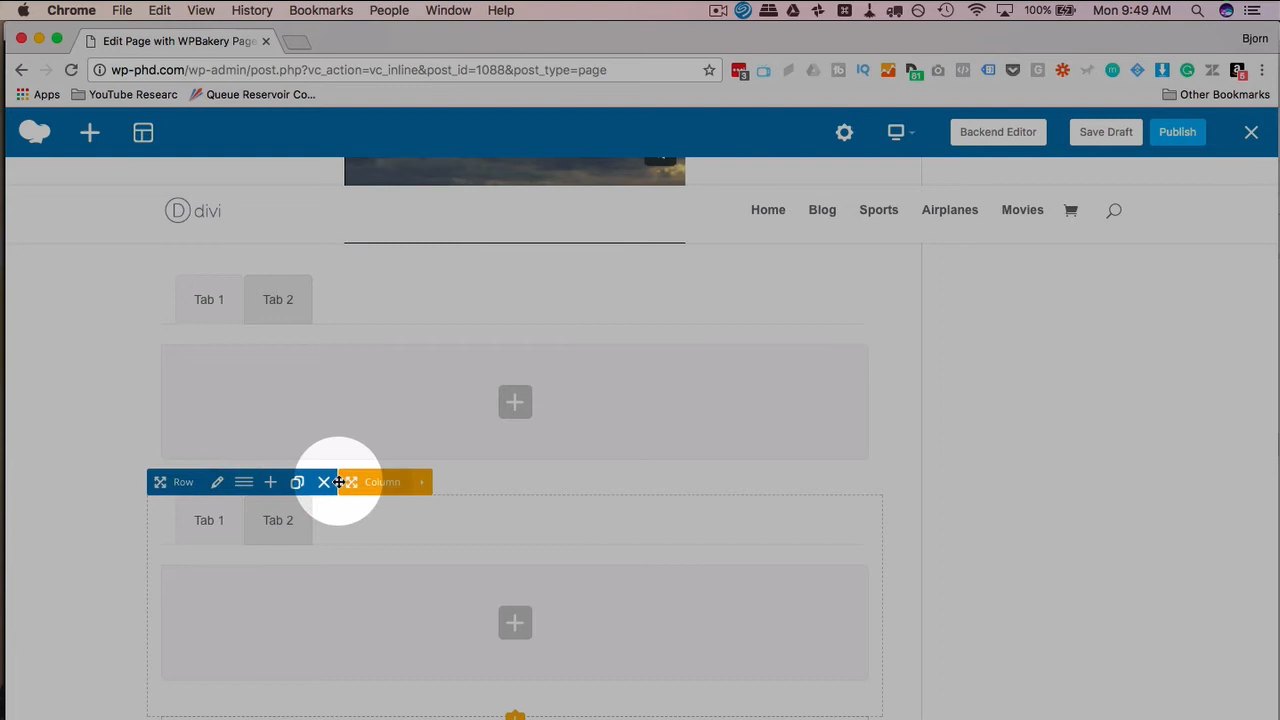 Chrome File Edit View History Bookmarks People Window Help 100% Mon 9:49 AM
Edit Page with WPBakery Page Bjorn
wp-phd.com/wp-admin/post.php?vc_action=vc_inline&post_id=1088&post_type=page 3 81 5
Apps YouTube Researc Queue Reservoir Co... Other Bookmarks
Backend Editor Save Draft Publish
D divi Home Blog Sports Airplanes Movies
Tab 1 Tab 2
Row Column
Tab 1 Tab 2